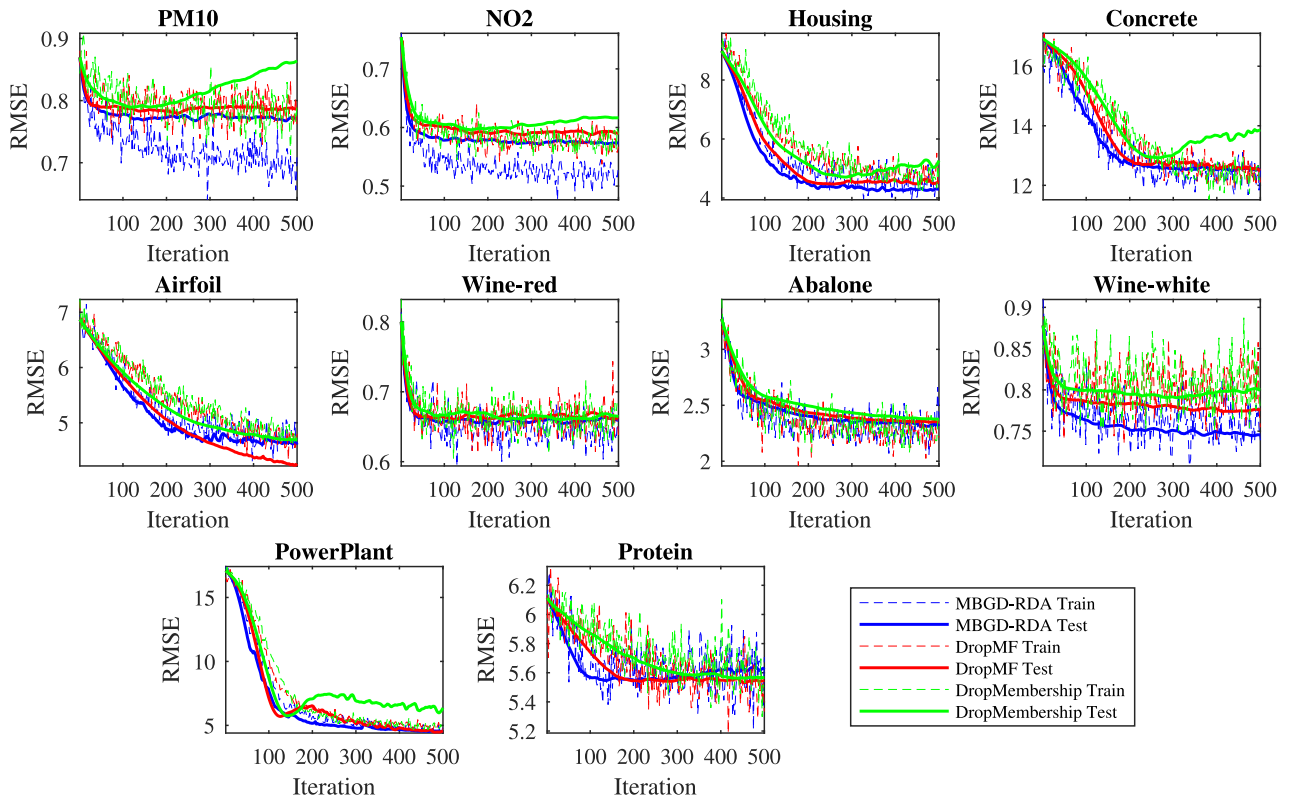 PM10
NO2
Housing
Concrete
0.9
0.8
0.7
RMSE
100 200 300 400 500
Iteration
0.7
0.6
0.5
RMSE
100 200 300 400 500
Iteration
8
6
4
RMSE
100 200 300 400 500
Iteration
16
14
12
RMSE
100 200 300 400 500
Iteration
Airfoil
Wine-red
Abalone
Wine-white
7
6
5
RMSE
100 200 300 400 500
Iteration
0.8
0.7
0.6
RMSE
100 200 300 400 500
Iteration
3
2.5
2
RMSE
100 200 300 400 500
Iteration
0.9
0.85
0.8
0.75
RMSE
100 200 300 400 500
Iteration
PowerPlant
Protein
15
10
5
RMSE
100 200 300 400 500
Iteration
6.2
6
5.8
5.6
5.4
5.2
RMSE
100 200 300 400 500
Iteration
MBGD-RDA Train
MBGD-RDA Test
DropMF Train
DropMF Test
DropMembership Train
DropMembership Test